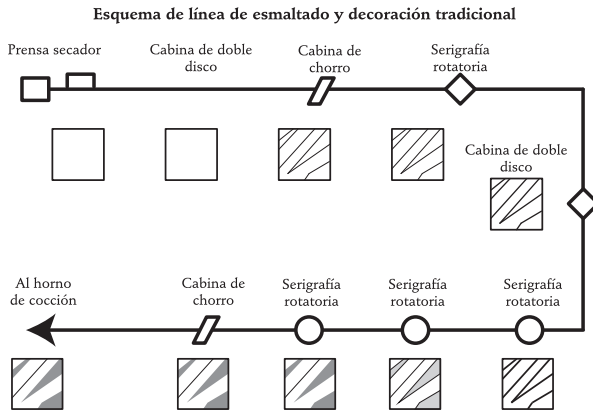 Esquema de línea de esmaltado y decoración tradicional
Prensa secador
Cabina de doble
disco
Cabina de
chorro
Serigrafía
rotatoria
Cabina de doble
disco
Al horno
de cocción
Cabina de
chorro
Serigrafía
rotatoria
Serigrafía
rotatoria
Serigrafía
rotatoria